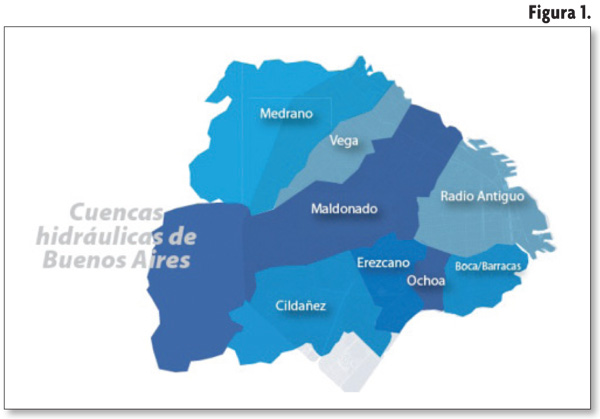 Figura 1.
Medrano
Vega
Maldonado
Radio Antiguo
Cuencas
hidráulicas de
Buenos Aires
Erezcano
Ochoa
Boca/Barracas
Cildañez